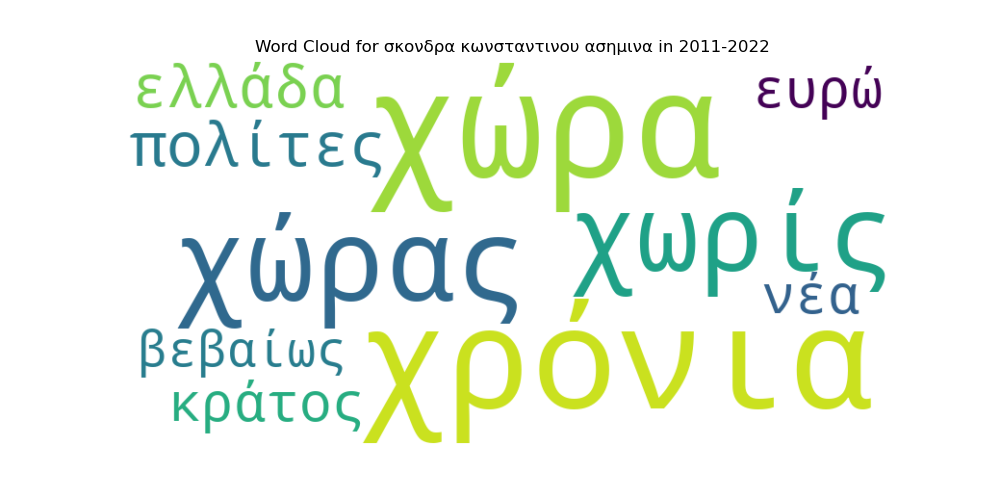 Word Cloud for σκονδρα κωνσταντινου ασημινα in 2011-2022
ελλάδα
χώρα
ευρώ
πολίτες
χώρας
χωρίς
νέα
βεβαίως
χρόνια
κράτος